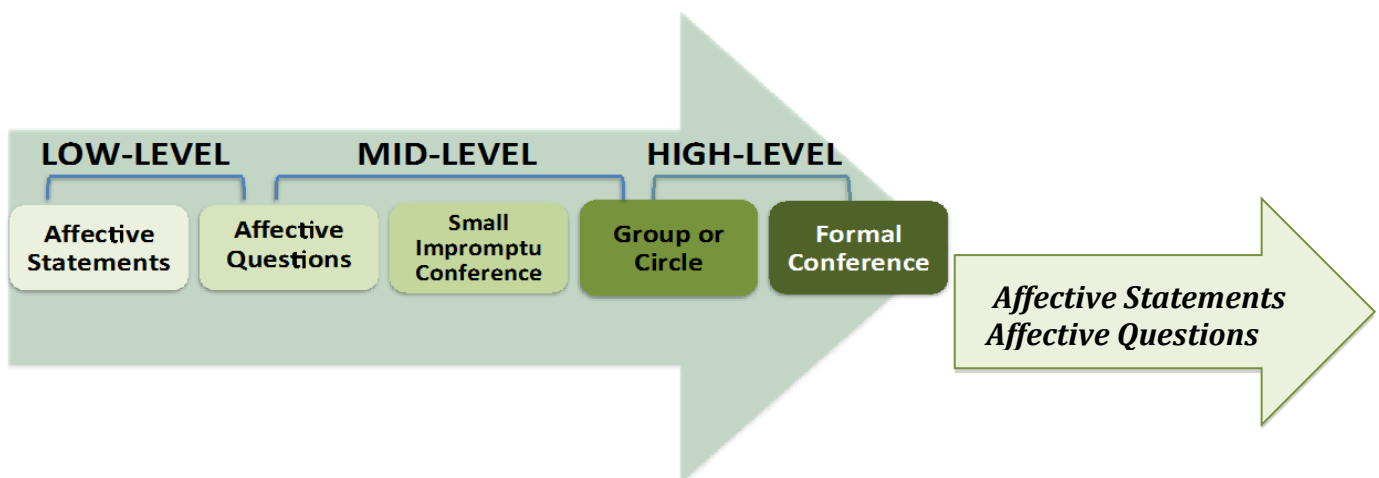 LOW-LEVEL
MID-LEVEL
HIGH-LEVEL
Affective
Statements
Affective
Questions
Small
Impromptu
Conference
Group or
Circle
Formal
Conference
Affective Statements
Affective Questions